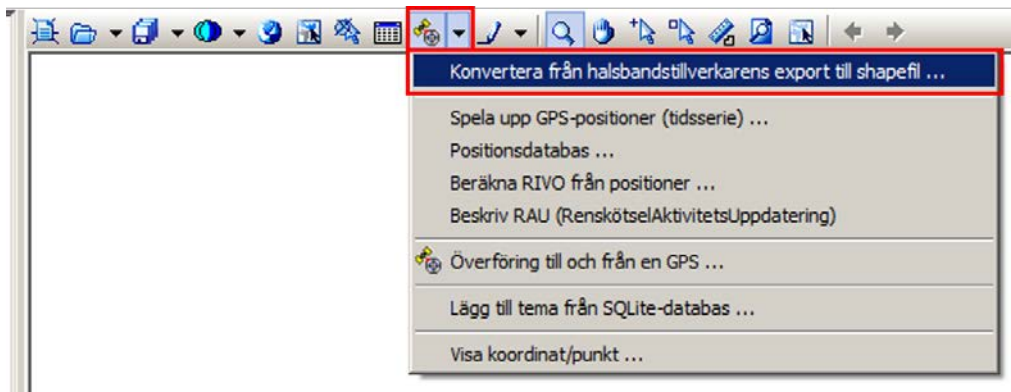 Konvertera från halsbandstillverkarens export till shapefil ...
Spela upp GPS-positioner (tidsserie) ...
Positionsdatabas ...
Beräkna RIVO från positioner ...
Beskriv RAU (RenskötselAktivitetsUppdatering)
Överföring till och från en GPS ...
Lägg till tema från SQLite-databas ...
Visa koordinat/punkt ...